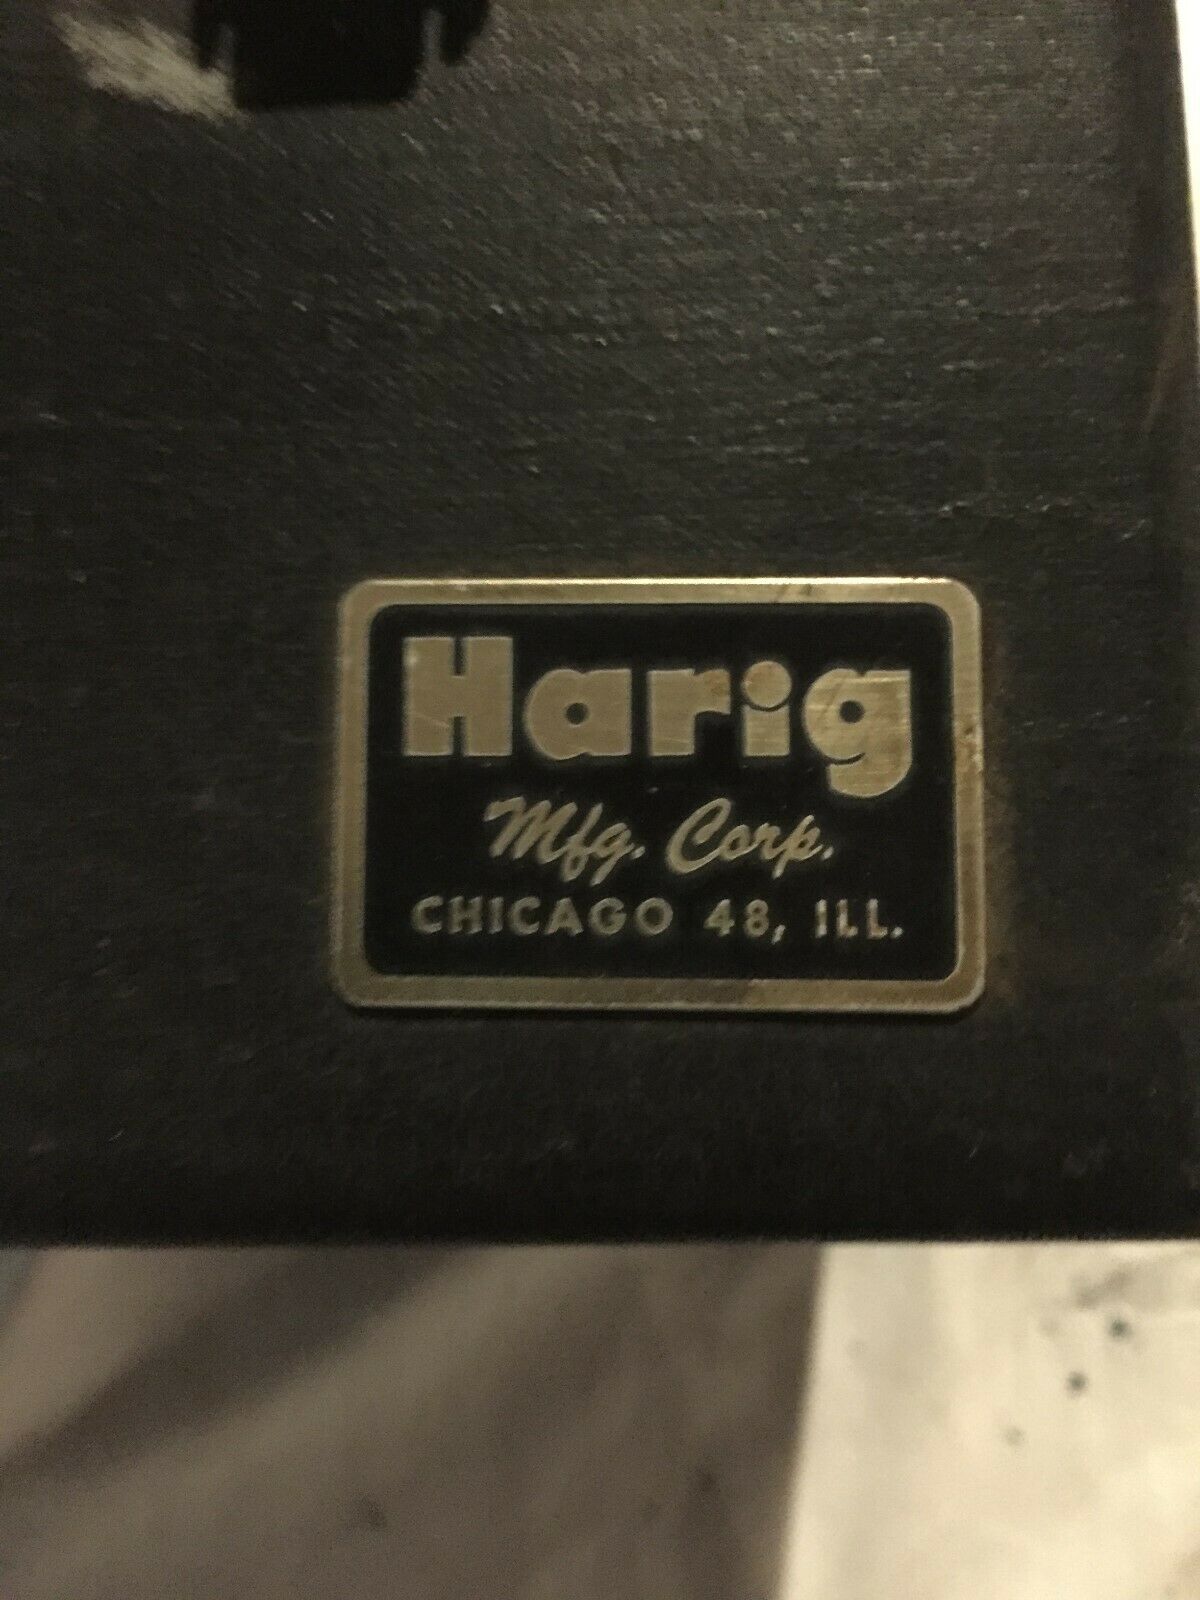 Harig
Mfg. Corp.
CHICAGO 48, ILL.